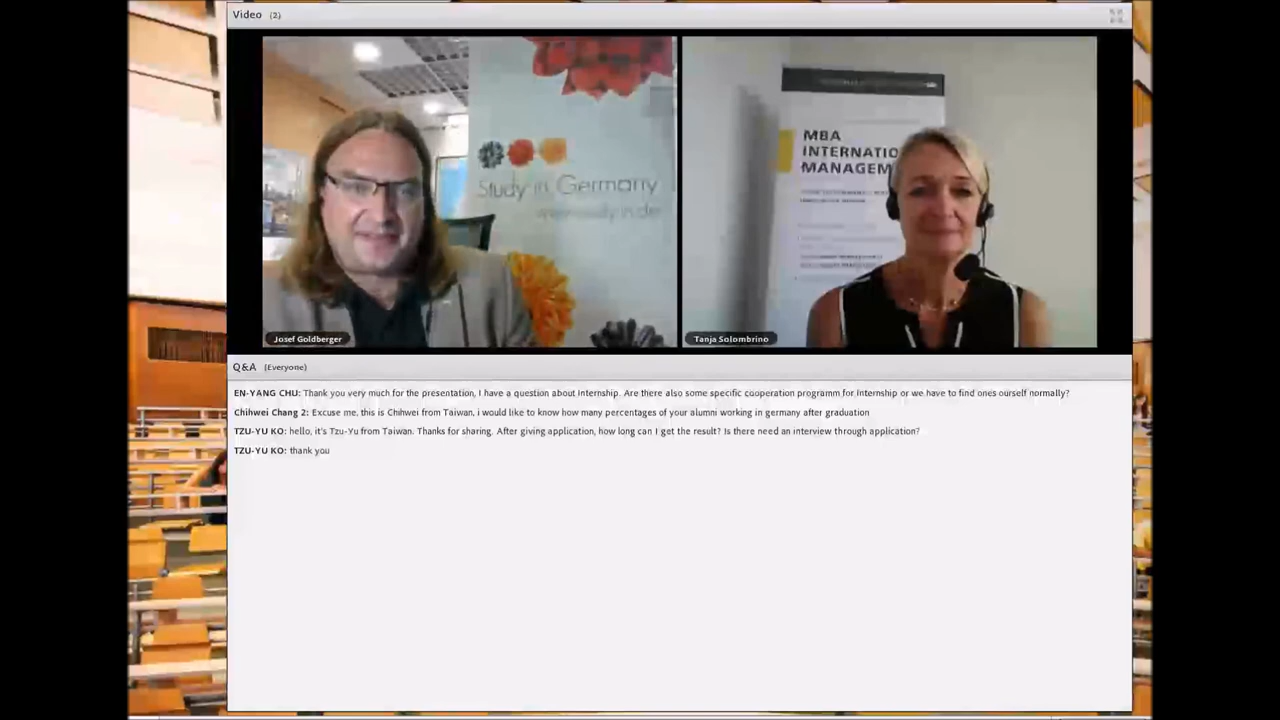 Video (2)
Study in Germany
MBA
INTERNATIO
MANAGEM
Josef Goldberger
Tanja Solombrino
Q&A (Everyone)
EN-YANG CHU: Thank you very much for the presentation, I have a question about Internship. Are there also some specific cooperation programm for Internship or we have to find ones ourself normally?
Chihwei Chang 2: Excuse me, this is Chihwei from Taiwan, i would like to know how many percentages of your alumni working in germany after graduation
TZU-YU KO: hello, it's Tzu-Yu from Taiwan. Thanks for sharing. After giving application, how long can I get the result? Is there need an interview through application?
TZU-YU KO: thank you